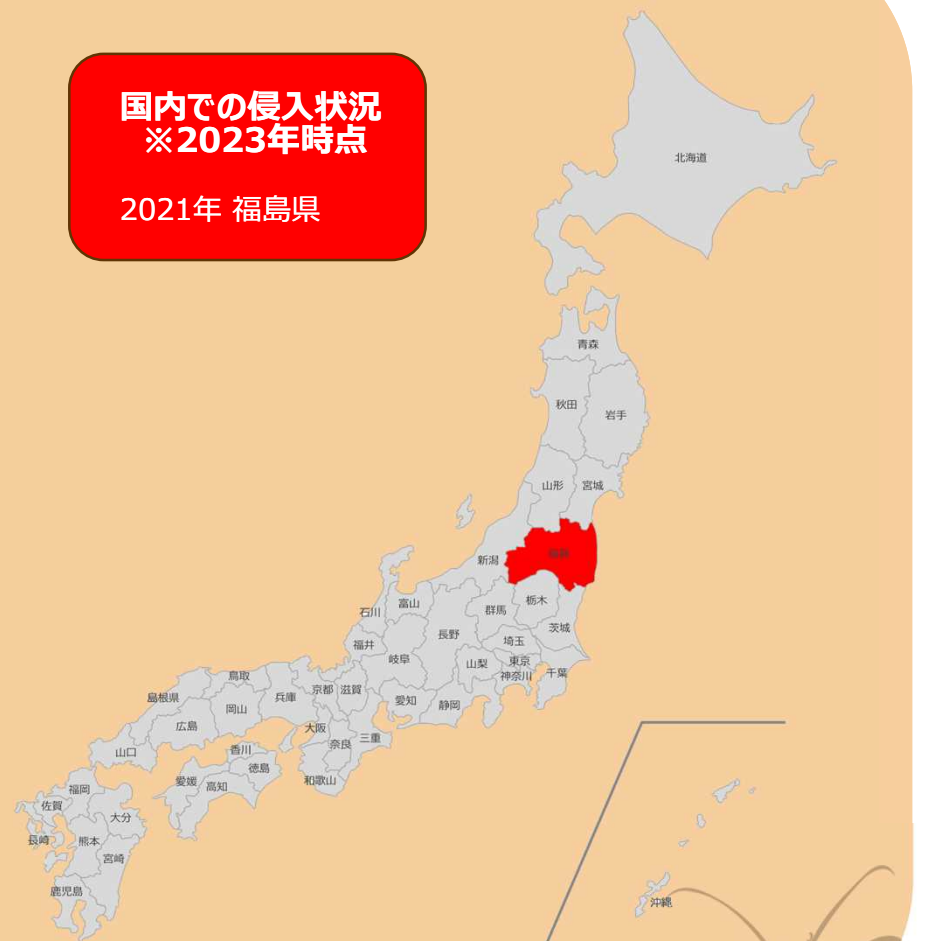 国内での侵入状況
※2023年時点
2021年 福島県
北海道
青森
秋田
岩手
山形
宮城
新潟
福島
石川
富山
群馬
栃木
茨城
福井
長野
埼玉
岐阜
山梨
東京
神奈川
千葉
鳥取
島根県
兵庫
京都
滋賀
愛知
静岡
岡山
広島
大阪
奈良
三重
山口
香川
徳島
愛媛
高知
和歌山
福岡
佐賀
大分
長崎
熊本
宮崎
鹿児島
沖縄